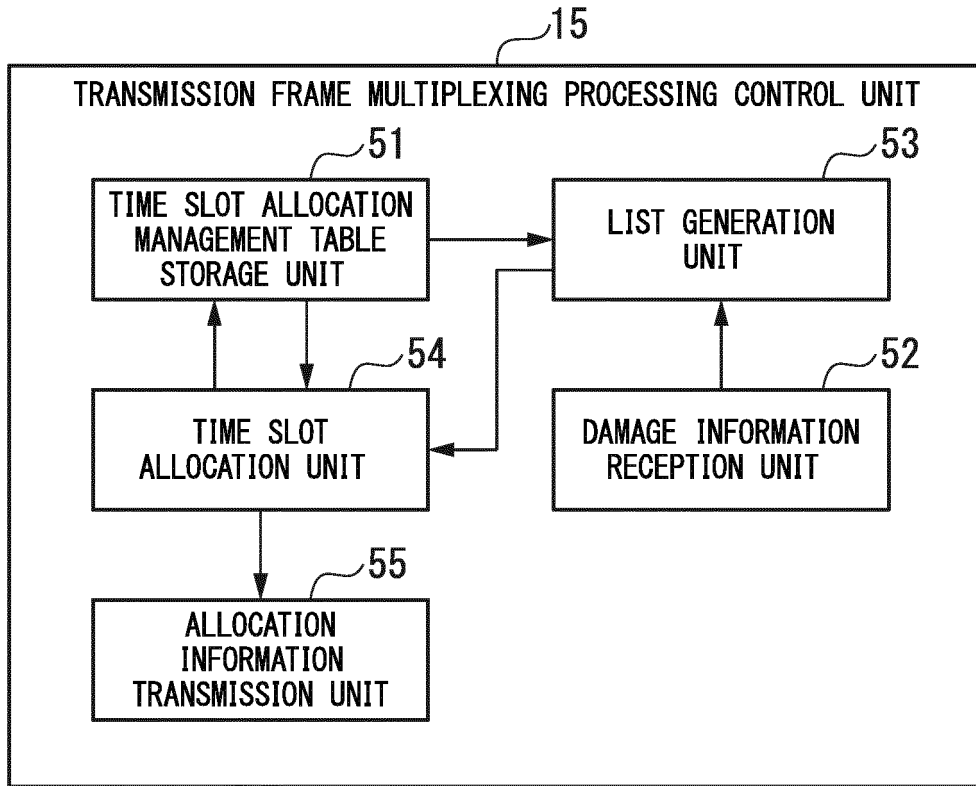 15
TRANSMISSION FRAME MULTIPLEXING PROCESSING CONTROL UNIT
51
TIME SLOT ALLOCATION
MANAGEMENT TABLE
STORAGE UNIT
53
LIST GENERATION
UNIT
54
TIME SLOT
ALLOCATION UNIT
52
DAMAGE INFORMATION
RECEPTION UNIT
55
ALLOCATION
INFORMATION
TRANSMISSION UNIT